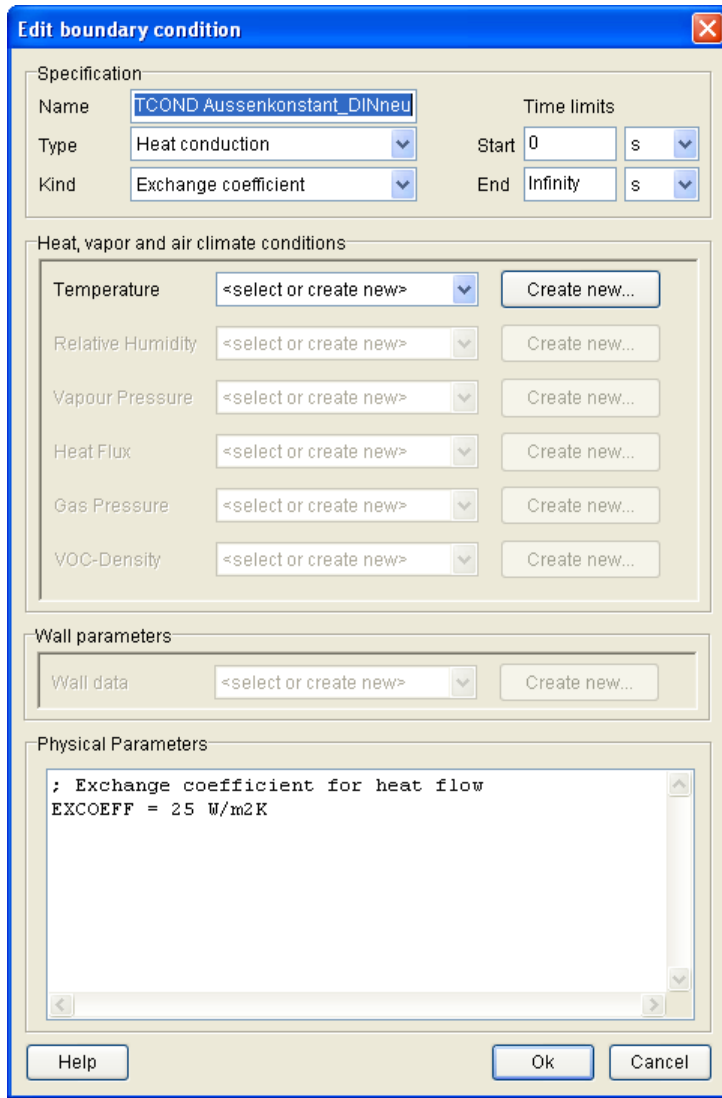 Edit boundary condition
Specification
Name TCOND Aussenkonstant_DINneu Time limits
Type Heat conduction Start 0 s
Kind Exchange coefficient End Infinity s
Heat, vapor and air climate conditions
Temperature <select or create new> Create new...
Relative Humidity <select or create new> Create new...
Vapour Pressure <select or create new> Create new...
Heat Flux <select or create new> Create new...
Gas Pressure <select or create new> Create new...
VOC-Density <select or create new> Create new...
Wall parameters
Wall data <select or create new> Create new...
Physical Parameters
; Exchange coefficient for heat flow
EXCOEFF = 25 W/m2K
Help Ok Cancel